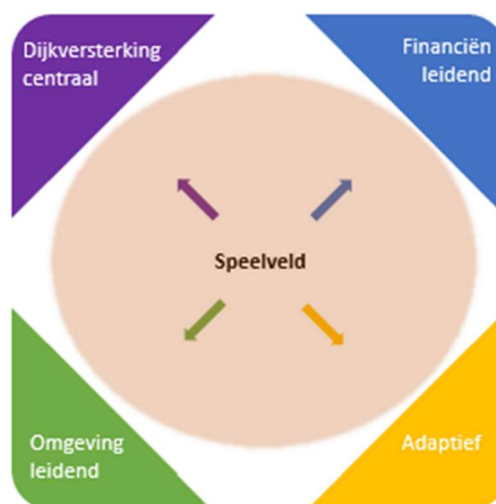 Dijkversterking
centraal
Financiën
leidend
Speelveld
Omgeving
leidend
Adaptief